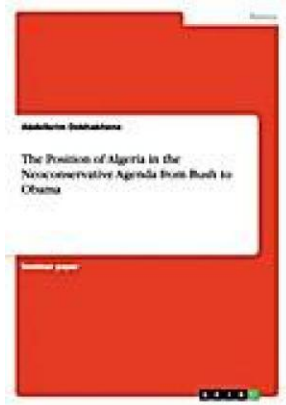 Abdelkrim Dekhakhena
The Position of Algeria in the
Neoconservative Agenda from Bush to
Obama
Seminar paper
GRIN